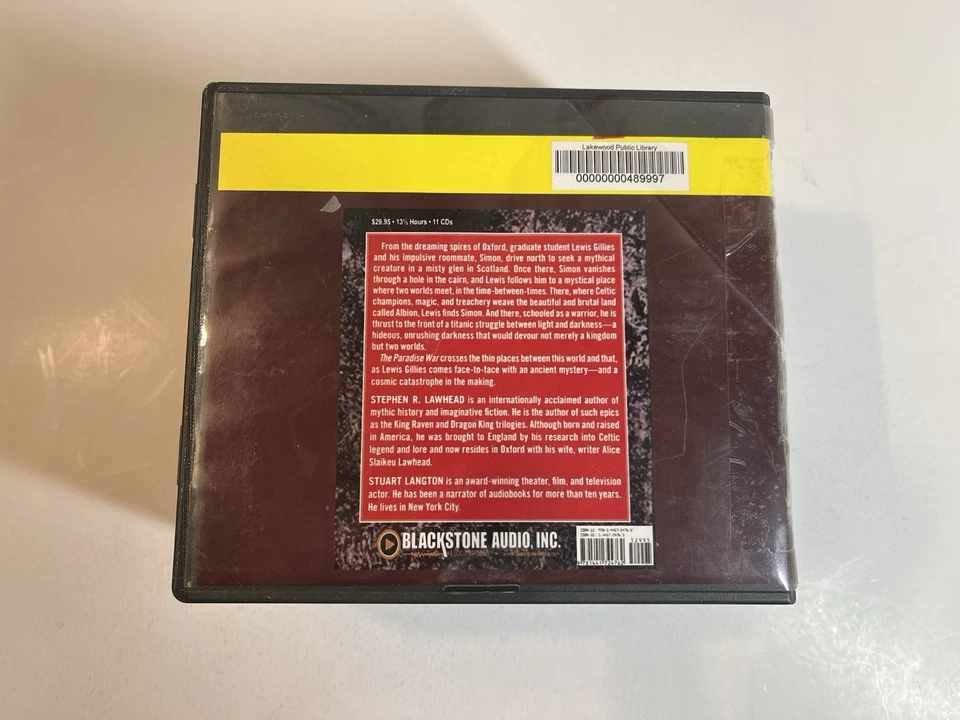 Lakewood Public Library
00000000489997
$29.95 • 13½ Hours • 11 CDs
From the dreaming spires of Oxford, graduate student Lewis Gillies
and his impulsive roommate, Simon, drive north to seek a mythical
creature in a misty glen in Scotland. Once there, Simon vanishes
through a hole in the cairn, and Lewis follows him to a mystical place
where two worlds meet, in the time-between-times. There, where Celtic
champions, magic, and treachery weave the beautiful and brutal land
called Albion, Lewis finds Simon. And there, schooled as a warrior, he is
thrust to the front of a titanic struggle between light and darkness—a
hideous, onrushing darkness that would devour not merely a kingdom
but two worlds.
The Paradise War crosses the thin places between this world and that,
as Lewis Gillies comes face-to-face with an ancient mystery—and a
cosmic catastrophe in the making.
STEPHEN R. LAWHEAD is an internationally acclaimed author of
mythic history and imaginative fiction. He is the author of such epics
as the King Raven and Dragon King trilogies. Although born and raised
in America, he was brought to England by his research into Celtic
legend and lore and now resides in Oxford with his wife, writer Alice
Slaikeu Lawhead.
STUART LANGTON is an award-winning theater, film, and television
actor. He has been a narrator of audiobooks for more than ten years.
He lives in New York City.
BLACKSTONE AUDIO, INC.
52995